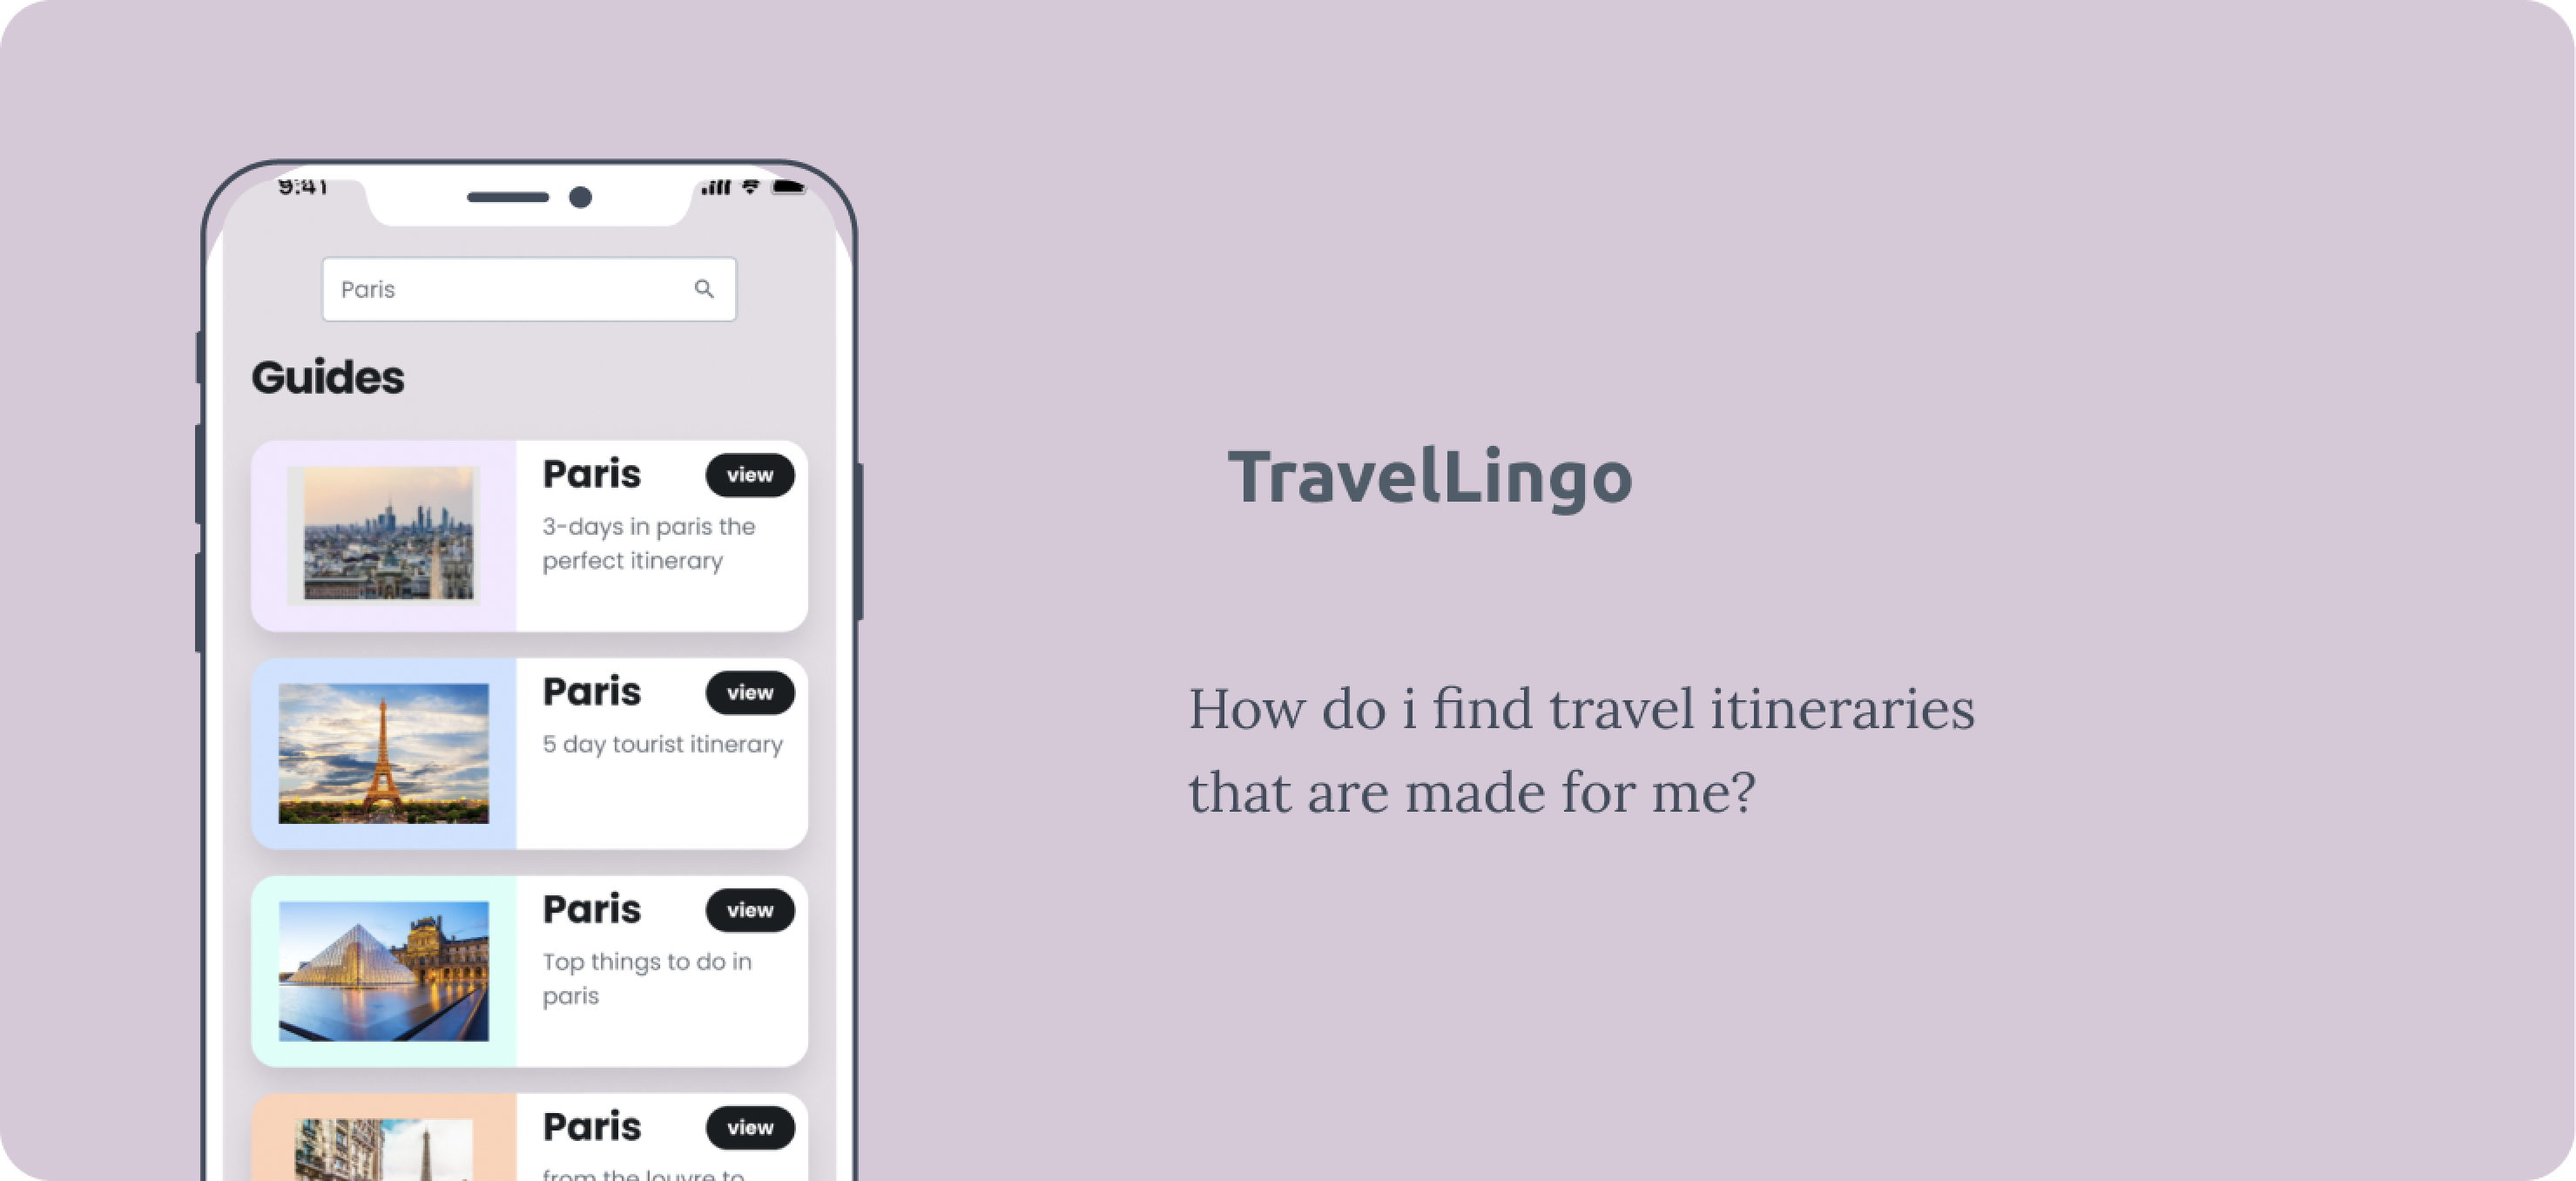 9:41
Paris
Guides
Paris
view
3-days in paris the
perfect itinerary
Paris
view
5 day tourist itinerary
Paris
view
Top things to do in
paris
Paris
view
from the louvre to
TravelLingo
How do i find travel itineraries
that are made for me?